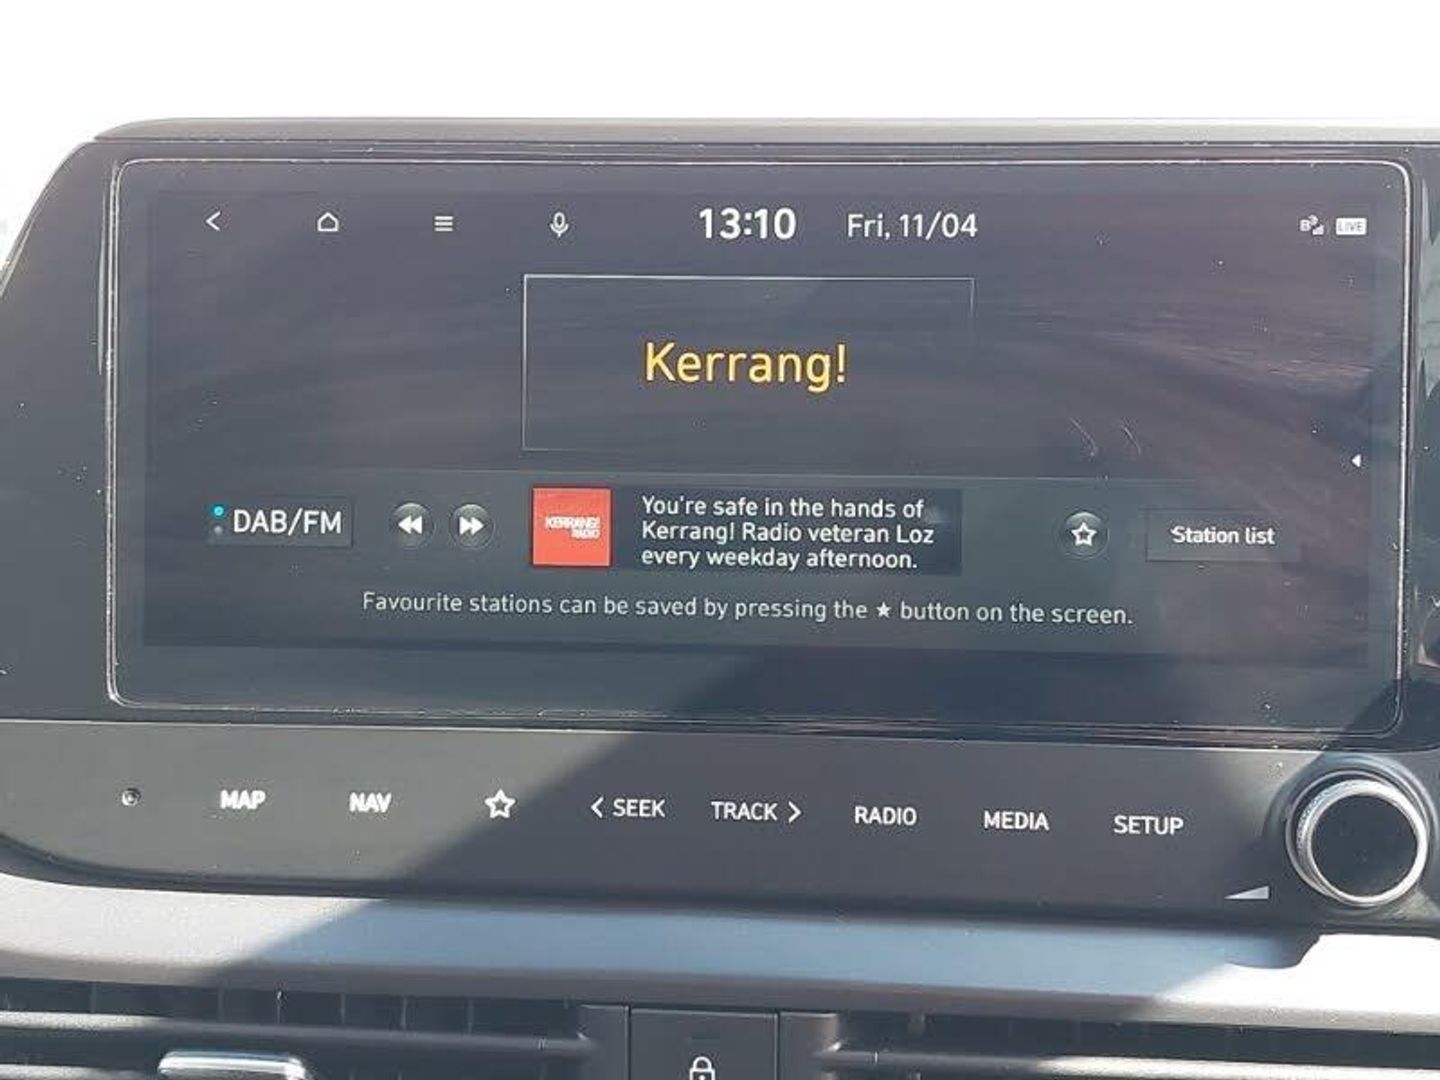 13:10 Fri, 11/04 LIVE
Kerrang!
DAB/FM
KERRANG!
RADIO
You're safe in the hands of
Kerrang! Radio veteran Loz
every weekday afternoon.
Station list
Favourite stations can be saved by pressing the ★ button on the screen.
MAP NAV SEEK TRACK RADIO MEDIA SETUP